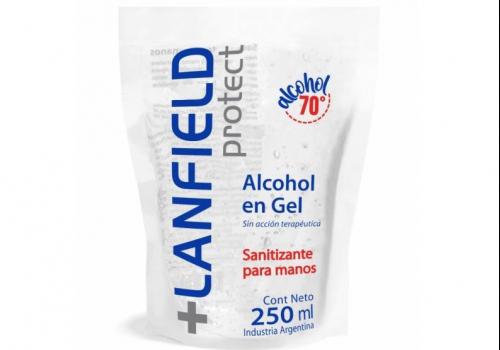 +LANFIELD
protect
alcohol
70°
Alcohol
en Gel
Sin acción terapéutica
Sanitizante
para manos
Cont Neto
250 ml
Industria Argentina